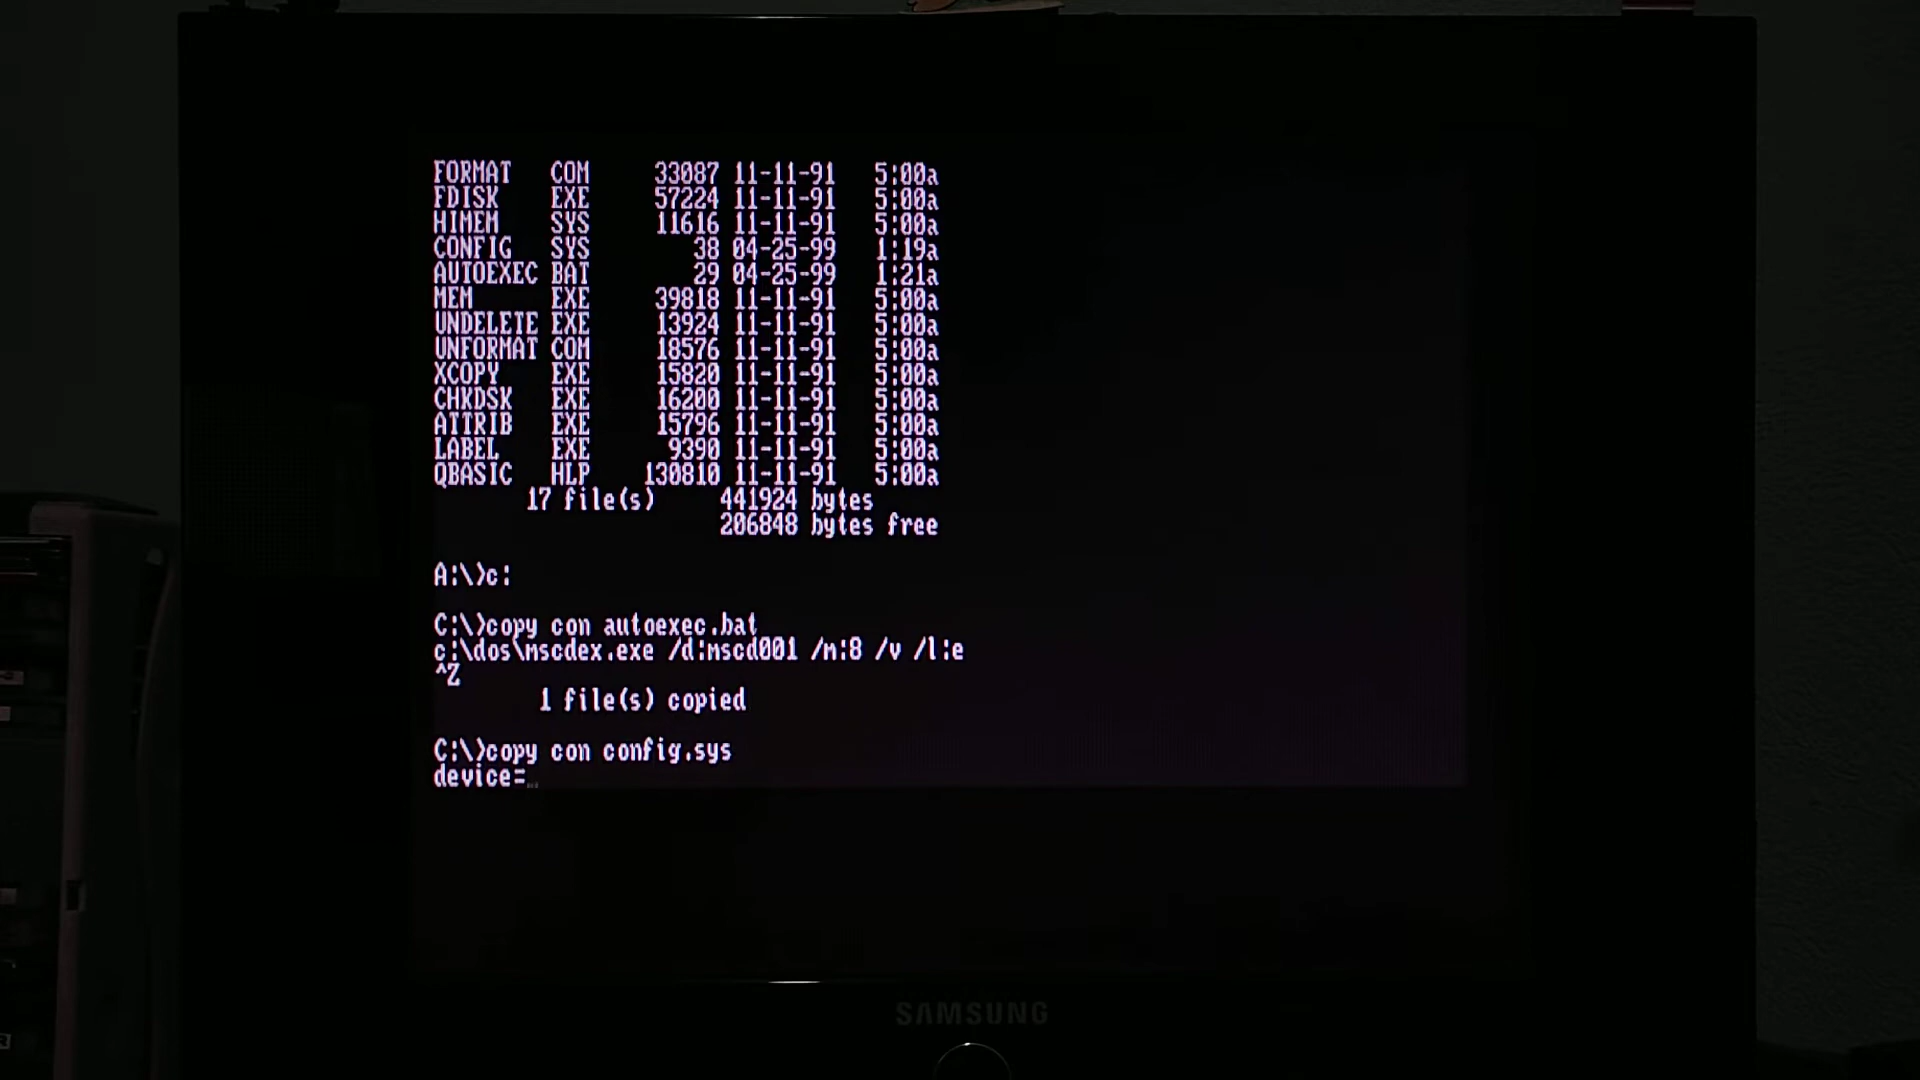 FORMAT   COM     33087 11-11-91   5:00a
FDISK    EXE     57224 11-11-91   5:00a
HIMEM    SYS     11616 11-11-91   5:00a
CONFIG   SYS        38 04-25-99   1:19a
AUTOEXEC BAT        29 04-25-99   1:21a
MEM      EXE     39818 11-11-91   5:00a
UNDELETE EXE     13924 11-11-91   5:00a
UNFORMAT COM     18576 11-11-91   5:00a
XCOPY    EXE     15820 11-11-91   5:00a
CHKDSK   EXE     16200 11-11-91   5:00a
ATTRIB   EXE     15796 11-11-91   5:00a
LABEL    EXE      9390 11-11-91   5:00a
QBASIC   HLP    130810 11-11-91   5:00a
17 file(s)     441924 bytes
206848 bytes free
A:\>c:
C:\>copy con autoexec.bat
c:\dos\mscdex.exe /d:mscd001 /m:8 /v /l:e
^Z
1 file(s) copied
C:\>copy con config.sys
device=_
SAMSUNG